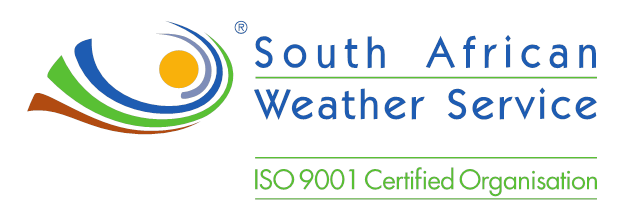 ®
South African
Weather Service
ISO 9001 Certified Organisation